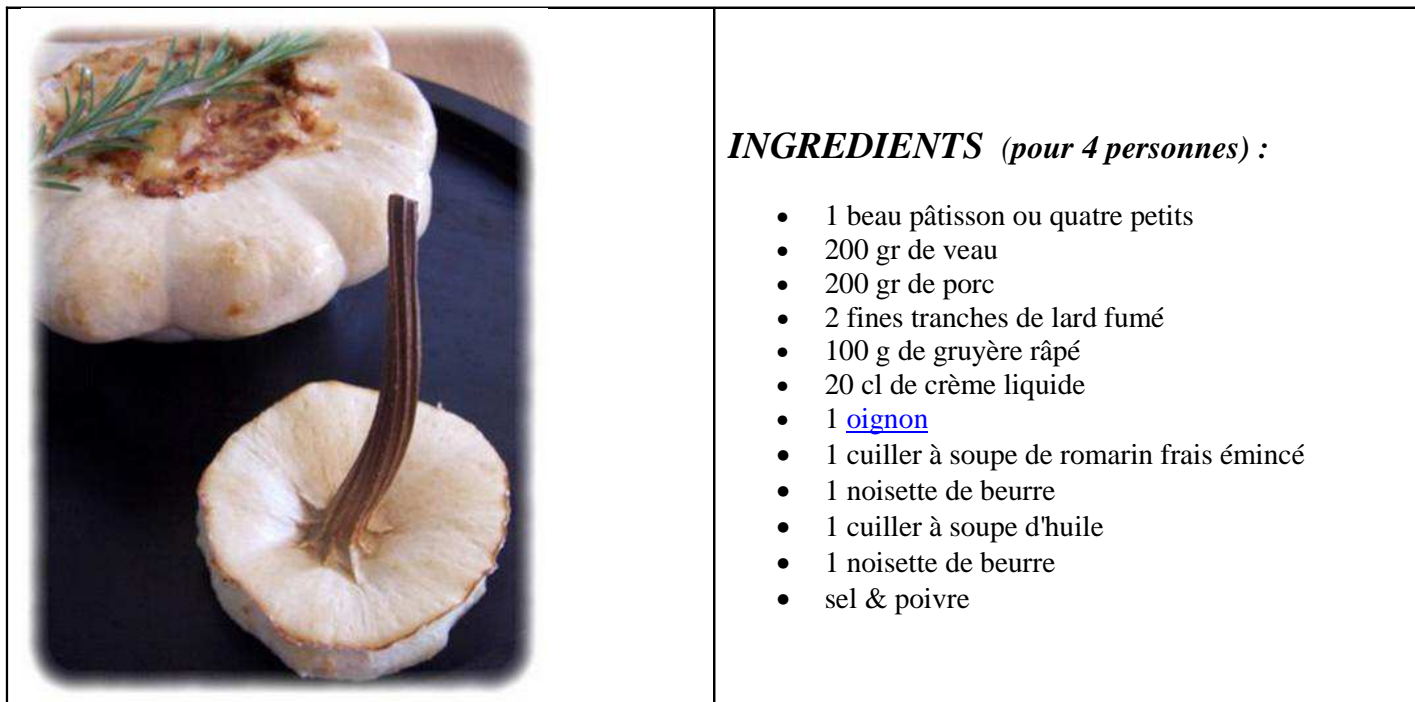 INGREDIENTS (pour 4 personnes) :
• 1 beau pâtisson ou quatre petits
• 200 gr de veau
• 200 gr de porc
• 2 fines tranches de lard fumé
• 100 g de gruyère râpé
• 20 cl de crème liquide
• 1 oignon
• 1 cuiller à soupe de romarin frais émincé
• 1 noisette de beurre
• 1 cuiller à soupe d'huile
• 1 noisette de beurre
• sel & poivre